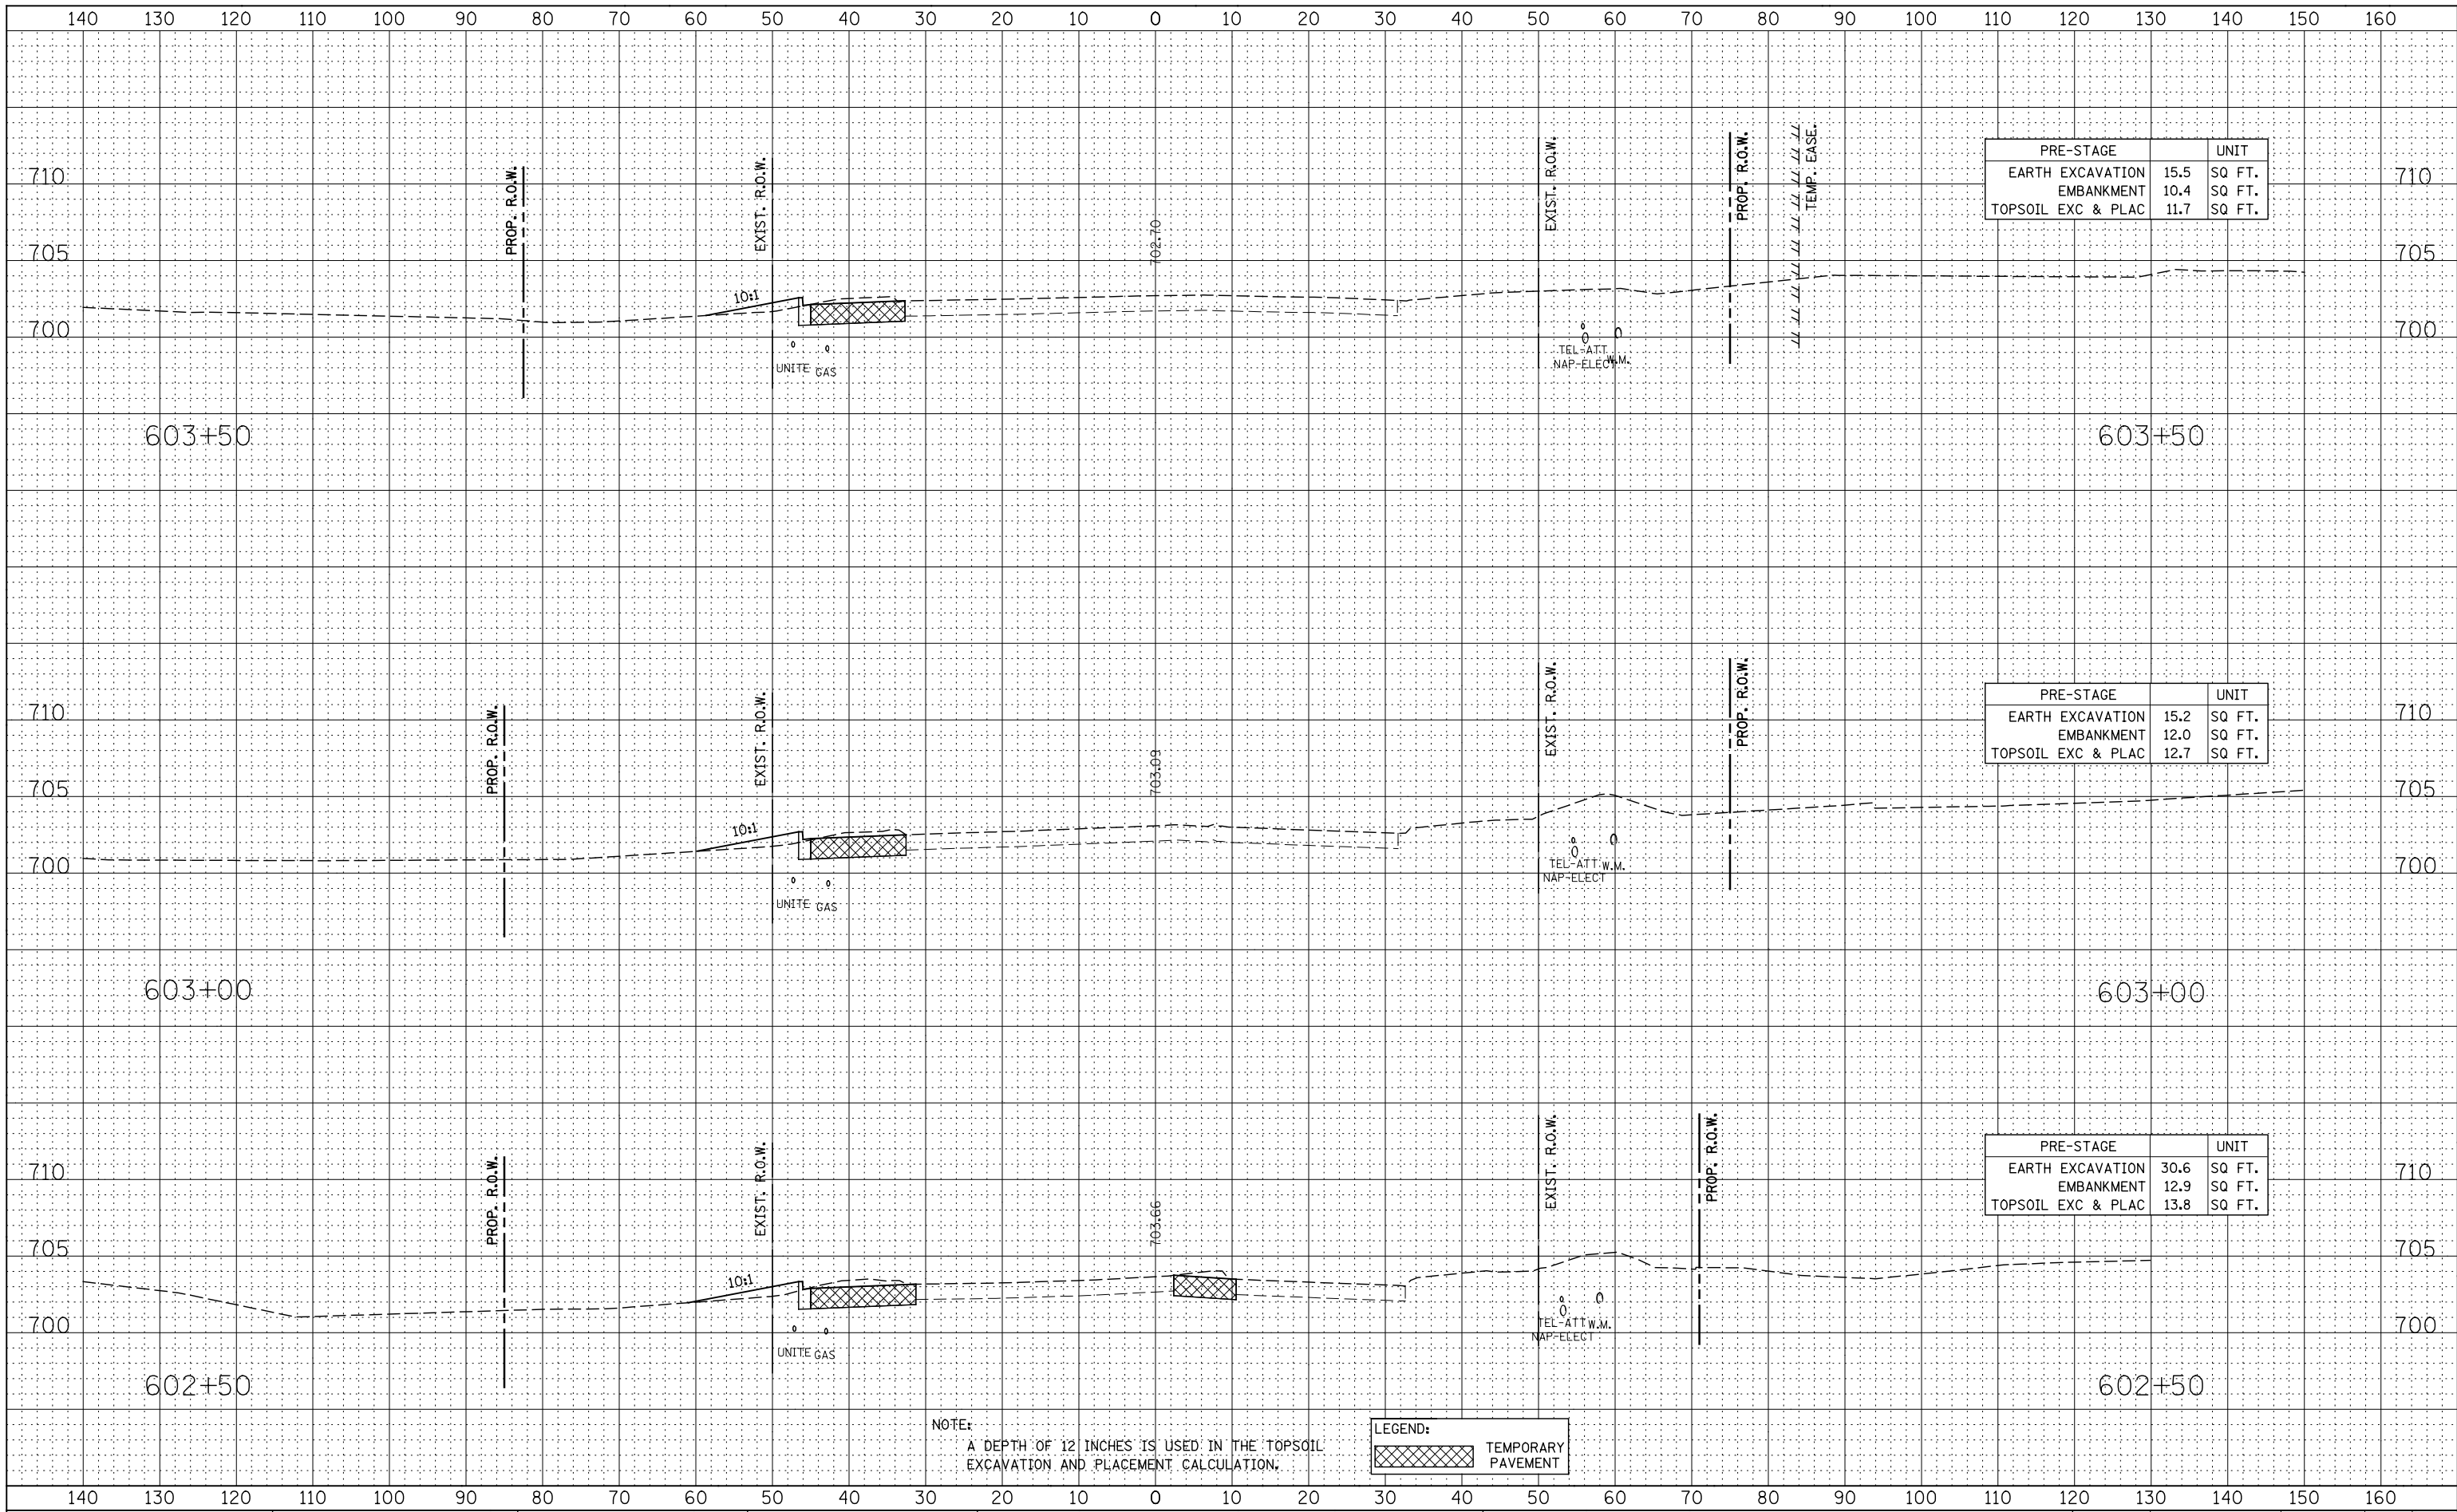 140 130 120 110 100 90 80 70 60 50 40 30 20 10 0 10 20 30 40 50 60 70 80 90 100 110 120 130 140 150 160
PROP. R.O.W.
EXIST. R.O.W.
702.70
EXIST. R.O.W.
PROP. R.O.W.
TEMP. EASE.
PRE-STAGE UNIT
EARTH EXCAVATION 15.5 SQ FT.
EMBANKMENT 10.4 SQ FT.
TOPSOIL EXC & PLAC 11.7 SQ FT.
710 710
705 705
10:1
700 700
UNITE GAS
TEL-ATT
NAP-ELECT W.M.
603+50 603+50
PROP. R.O.W.
EXIST. R.O.W.
703.09
EXIST. R.O.W.
PROP. R.O.W.
PRE-STAGE UNIT
EARTH EXCAVATION 15.2 SQ FT.
EMBANKMENT 12.0 SQ FT.
TOPSOIL EXC & PLAC 12.7 SQ FT.
710 710
705 705
10:1
700 700
UNITE GAS
TEL-ATT W.M.
NAP-ELECT
603+00 603+00
PROP. R.O.W.
EXIST. R.O.W.
703.66
EXIST. R.O.W.
PROP. R.O.W.
PRE-STAGE UNIT
EARTH EXCAVATION 30.6 SQ FT.
EMBANKMENT 12.9 SQ FT.
TOPSOIL EXC & PLAC 13.8 SQ FT.
710 710
705 705
10:1
700 700
UNITE GAS
TEL-ATT W.M.
NAP-ELECT
602+50 602+50
NOTE:
A DEPTH OF 12 INCHES IS USED IN THE TOPSOIL
EXCAVATION AND PLACEMENT CALCULATION.
LEGEND:
TEMPORARY
PAVEMENT
140 130 120 110 100 90 80 70 60 50 40 30 20 10 0 10 20 30 40 50 60 70 80 90 100 110 120 130 140 150 160